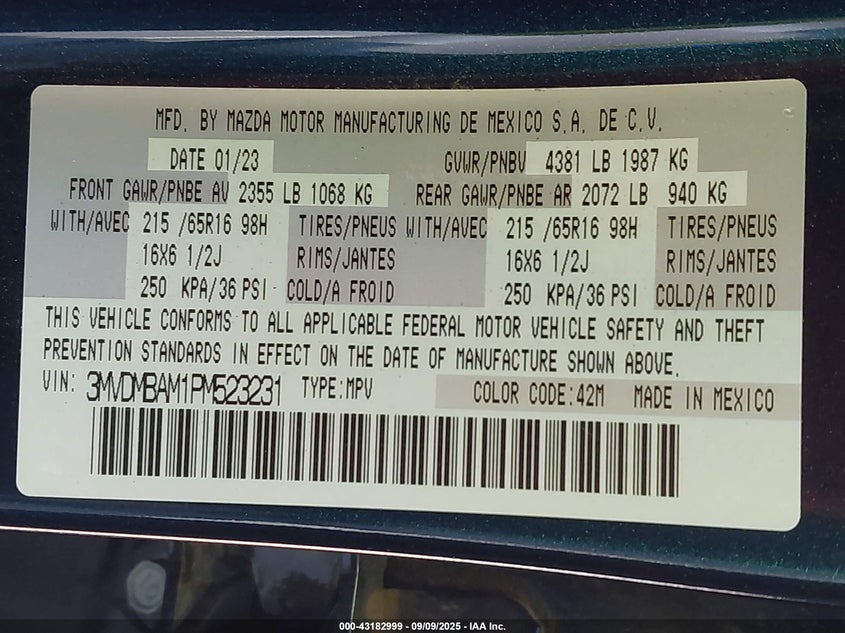 MFD. BY MAZDA MOTOR MANUFACTURING DE MEXICO S.A. DE C.V.
DATE 01/23 GVWR/PNBV 4381 LB 1987 KG
FRONT GAWR/PNBE AV 2355 LB 1068 KG REAR GAWR/PNBE AR 2072 LB 940 KG
WITH/AVEC 215 /65R16 98H TIRES/PNEUS WITH/AVEC 215 /65R16 98H TIRES/PNEUS
16X6 1/2J RIMS/JANTES 16X6 1/2J RIMS/JANTES
250 KPA/36 PSI COLD/A FROID 250 KPA/36 PSI COLD/A FROID
THIS VEHICLE CONFORMS TO ALL APPLICABLE FEDERAL MOTOR VEHICLE SAFETY AND THEFT
PREVENTION STANDARDS IN EFFECT ON THE DATE OF MANUFACTURE SHOWN ABOVE.
VIN: 3MVDMBAM1PM523231 TYPE:MPV COLOR CODE:42M MADE IN MEXICO
000-43182999 - 09/09/2025 - IAA Inc.